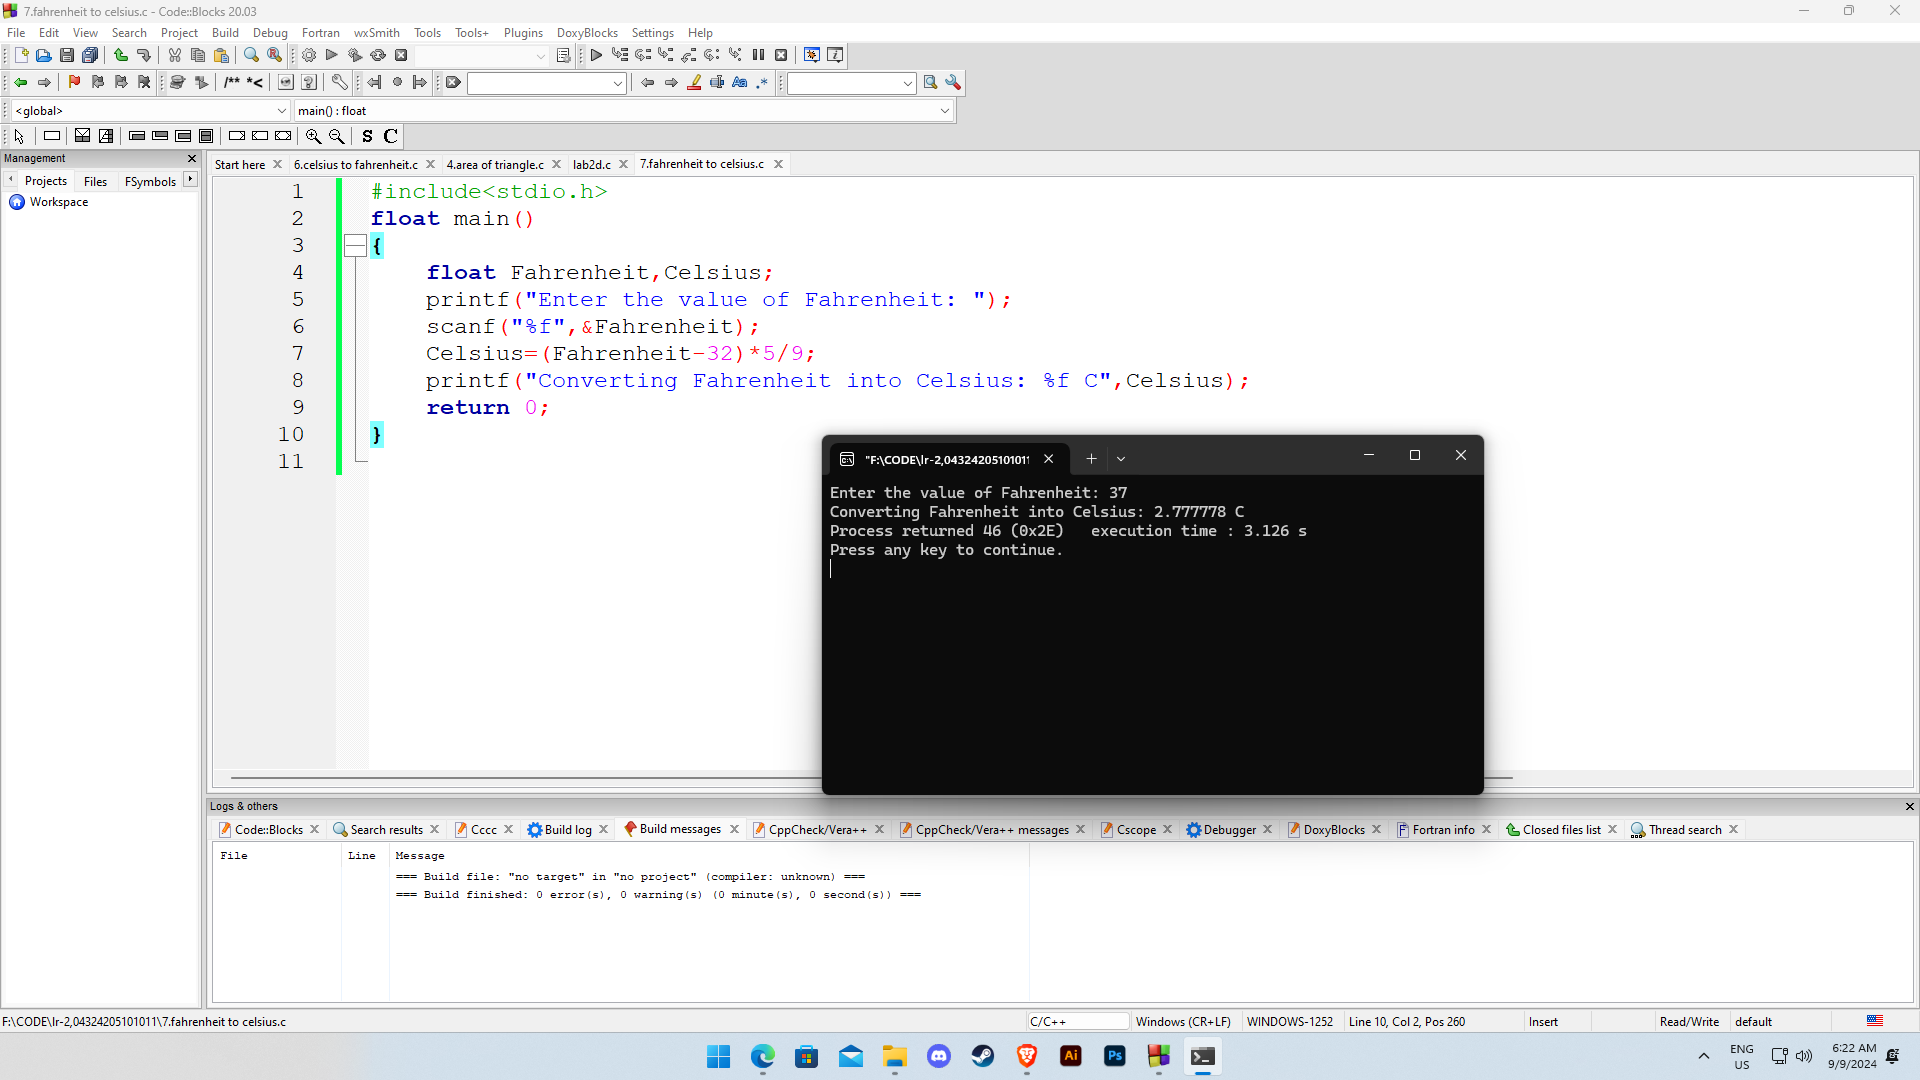 7.fahrenheit to celsius.c - Code::Blocks 20.03
File Edit View Search Project Build Debug Fortran wxSmith Tools Tools+ Plugins DoxyBlocks Settings Help
/** *<
<global> main() : float
S C
Management
Projects Files FSymbols
Workspace
Start here 6.celsius to fahrenheit.c 4.area of triangle.c lab2d.c 7.fahrenheit to celsius.c
1 #include<stdio.h>
2 float main()
3 {
4 float Fahrenheit,Celsius;
5 printf("Enter the value of Fahrenheit: ");
6 scanf("%f",&Fahrenheit);
7 Celsius=(Fahrenheit-32)*5/9;
8 printf("Converting Fahrenheit into Celsius: %f C",Celsius);
9 return 0;
10 }
11
"F:\CODE\lr-2,04324205101011
Enter the value of Fahrenheit: 37
Converting Fahrenheit into Celsius: 2.777778 C
Process returned 46 (0x2E) execution time : 3.126 s
Press any key to continue.
Logs & others
Code::Blocks Search results Cccc Build log Build messages CppCheck/Vera++ CppCheck/Vera++ messages Cscope Debugger DoxyBlocks Fortran info Closed files list Thread search
File Line Message
=== Build file: "no target" in "no project" (compiler: unknown) ===
=== Build finished: 0 error(s), 0 warning(s) (0 minute(s), 0 second(s)) ===
F:\CODE\lr-2,04324205101011\7.fahrenheit to celsius.c C/C++ Windows (CR+LF) WINDOWS-1252 Line 10, Col 2, Pos 260 Insert Read/Write default
Ai Ps
ENG
US
6:22 AM
9/9/2024